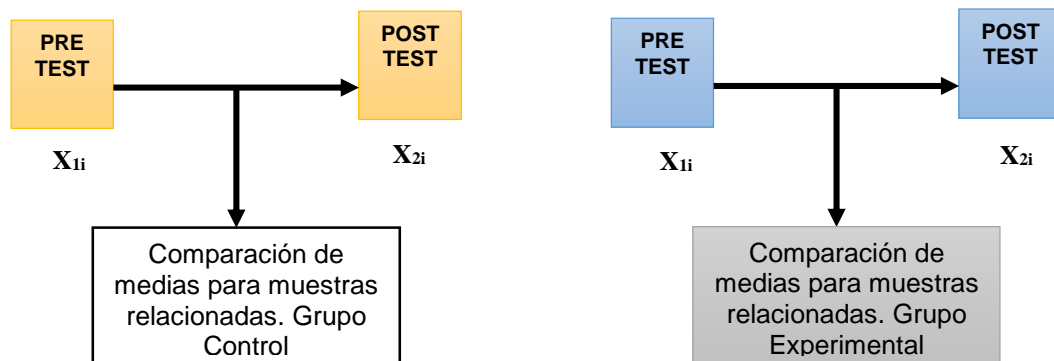 PRE
TEST
POST
TEST
X1i
X2i
Comparación de
medias para muestras
relacionadas. Grupo
Control
PRE
TEST
POST
TEST
X1i
X2i
Comparación de
medias para muestras
relacionadas. Grupo
Experimental